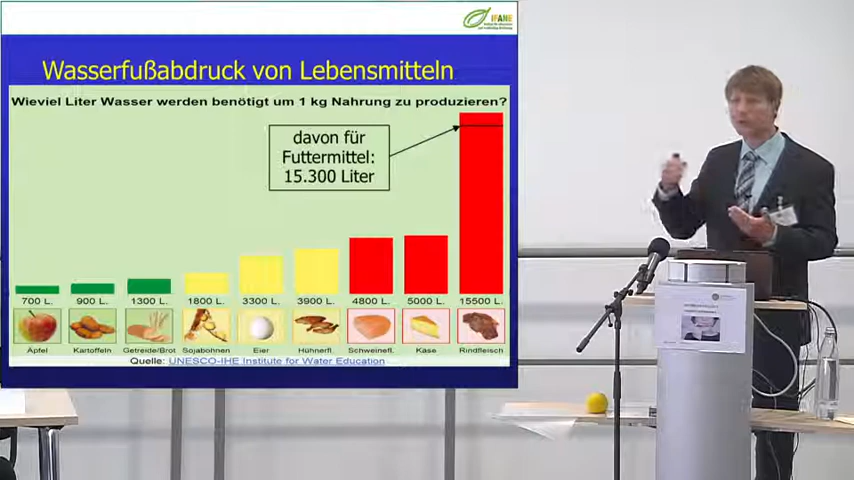 IFANE
Wasserfußabdruck von Lebensmitteln
Wieviel Liter Wasser werden benötigt um 1 kg Nahrung zu produzieren?
davon für
Futtermittel:
15.300 Liter
700 L. 900 L. 1300 L. 1800 L. 3300 L. 3900 L. 4800 L. 5000 L. 15500 L.
Äpfel Kartoffeln Getreide/Brot Sojabohnen Eier Hühnerfl. Schweinefl. Käse Rindfleisch
Quelle: UNESCO-IHE Institute for Water Education